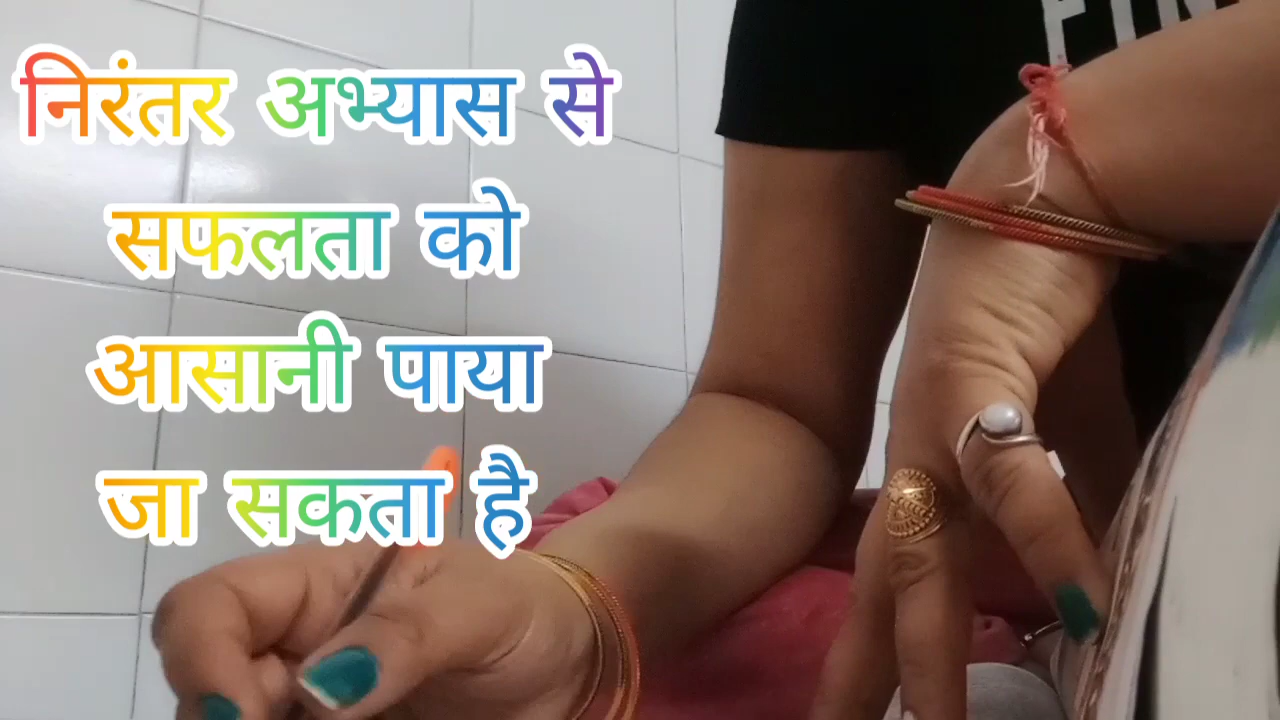 निरंतर अभ्यास से
सफलता को
आसानी पाया
जा सकता है